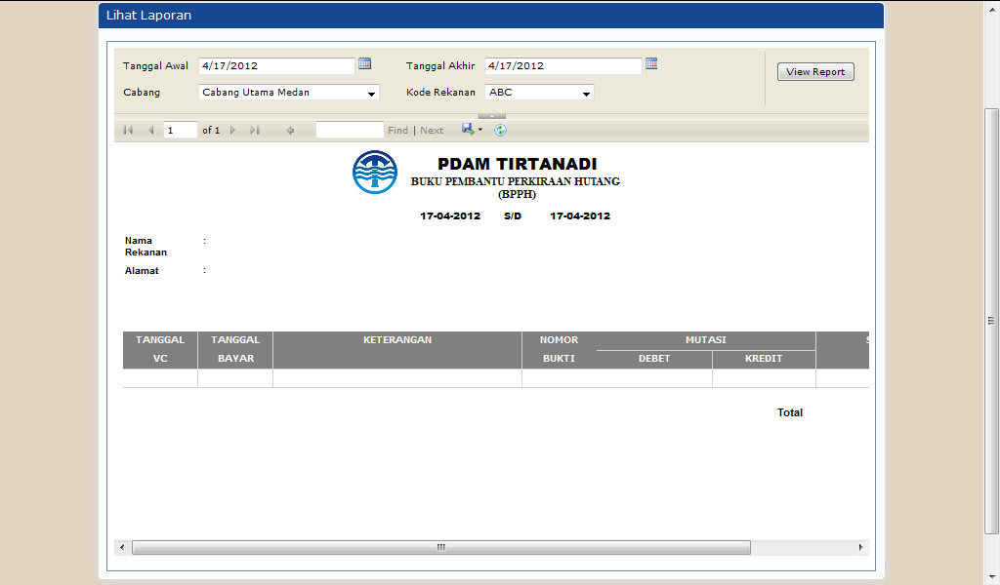 Lihat Laporan
Tanggal Awal 4/17/2012 Tanggal Akhir 4/17/2012 View Report
Cabang Cabang Utama Medan Kode Rekanan ABC
1 of 1 Find | Next
PDAM TIRTANADI
BUKU PEMBANTU PERKIRAAN HUTANG
(BPPH)
17-04-2012 S/D 17-04-2012
Nama :
Rekanan
Alamat :
TANGGAL TANGGAL KETERANGAN NOMOR MUTASI
VC BAYAR BUKTI DEBET KREDIT
Total